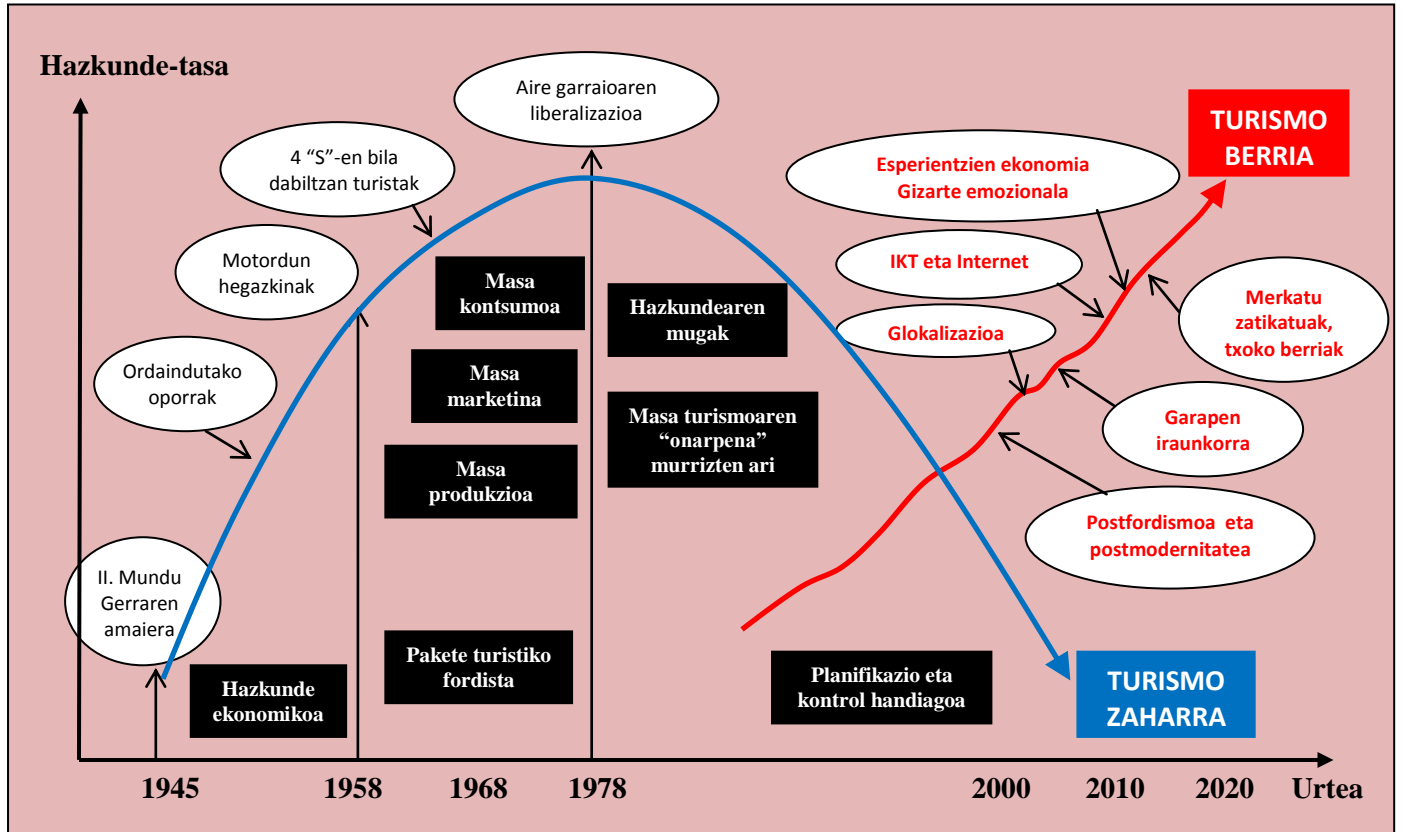 Hazkunde-tasa
Aire garraioaren
liberalizazioa
4 “S”-en bila
dabiltzan turistak
Motordun
hegazkinak
Ordaindutako
oporrak
II. Mundu
Gerraren
amaiera
Masa
kontsumoa
Masa
marketina
Masa
produkzioa
Pakete turistiko
fordista
Hazkunde
ekonomikoa
Hazkundearen
mugak
Masa turismoaren
“onarpena”
murrizten ari
Planifikazio eta
kontrol handiagoa
TURISMO
BERRIA
Esperientzien ekonomia
Gizarte emozionala
IKT eta Internet
Glokalizazioa
Merkatu
zatikatuak,
txoko berriak
Garapen
iraunkorra
Postfordismoa eta
postmodernitatea
TURISMO
ZAHARRA
1945 1958 1968 1978 2000 2010 2020 Urtea